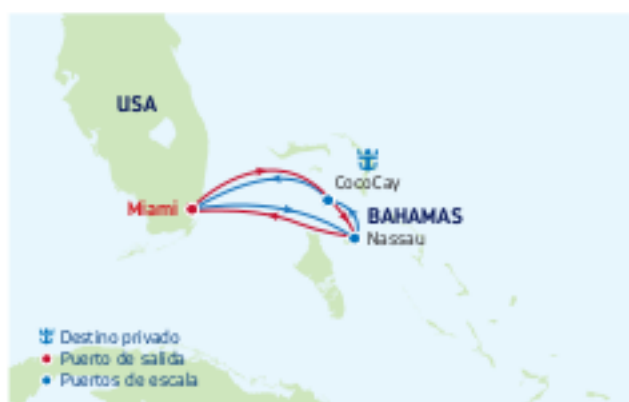 USA
CocoCay
Miami
BAHAMAS
Nassau
Destino privado
Puerto de salida
Puertos de escala